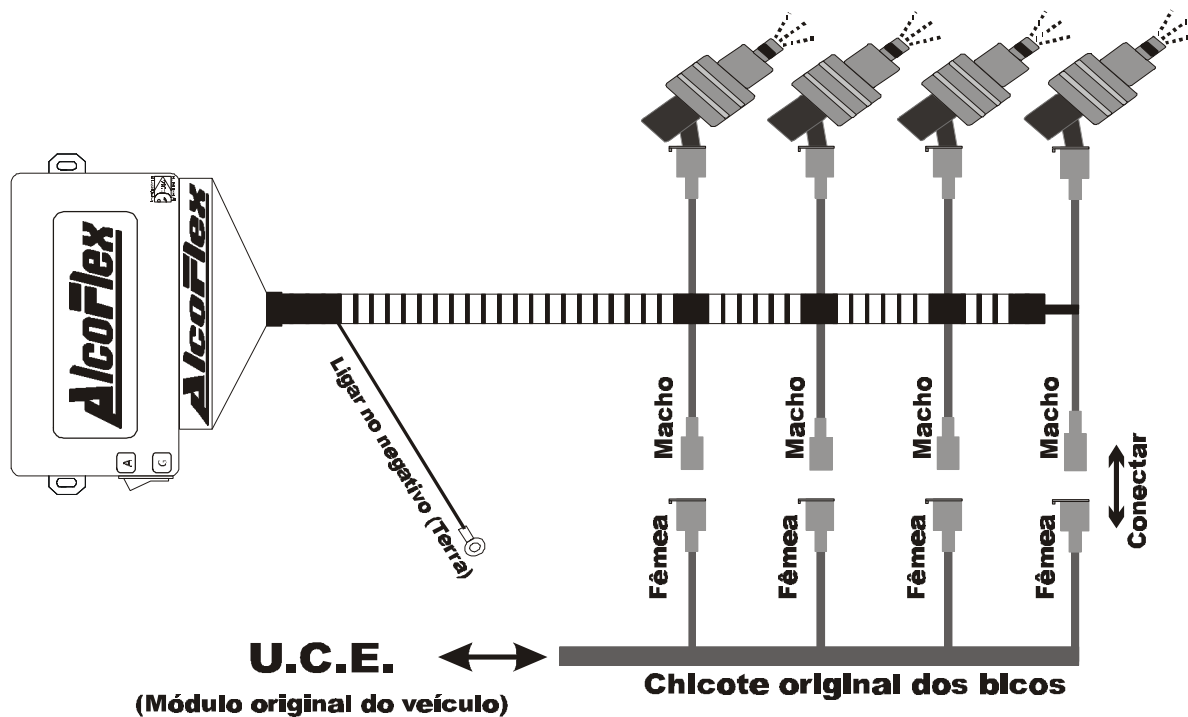 AlcoFlex
AlcoFlex
A
G
Ligar no negativo (Terra)
Macho
Macho
Macho
Macho
Conectar
Fêmea
Fêmea
Fêmea
Fêmea
U.C.E.
(Módulo original do veículo)
Chicote original dos bicos